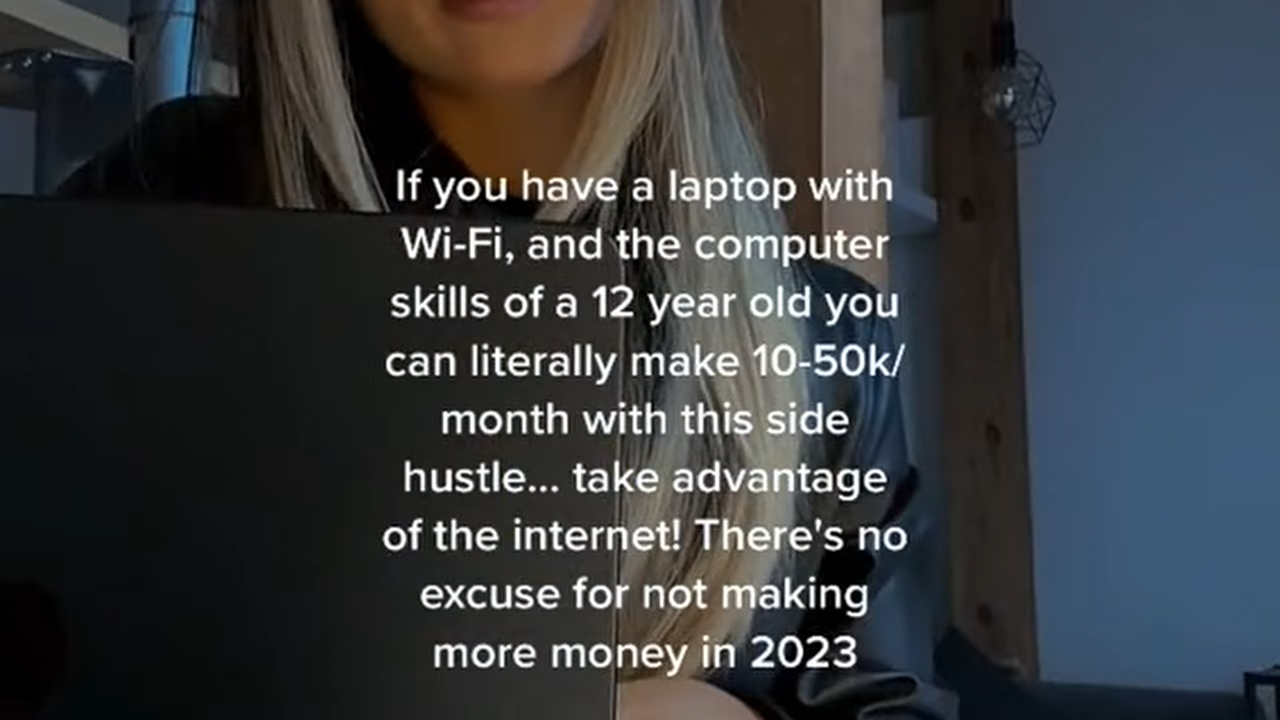 If you have a laptop with
Wi-Fi, and the computer
skills of a 12 year old you
can literally make 10-50k/
month with this side
hustle... take advantage
of the internet! There's no
excuse for not making
more money in 2023